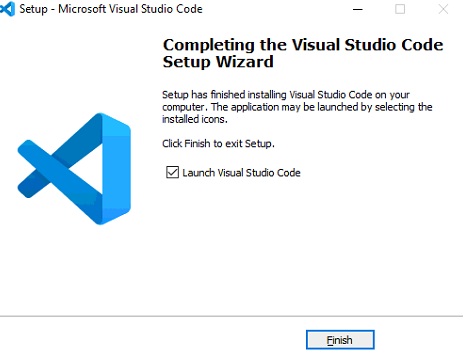 Setup - Microsoft Visual Studio Code
Completing the Visual Studio Code
Setup Wizard
Setup has finished installing Visual Studio Code on your
computer. The application may be launched by selecting the
installed icons.
Click Finish to exit Setup.
Launch Visual Studio Code
Finish